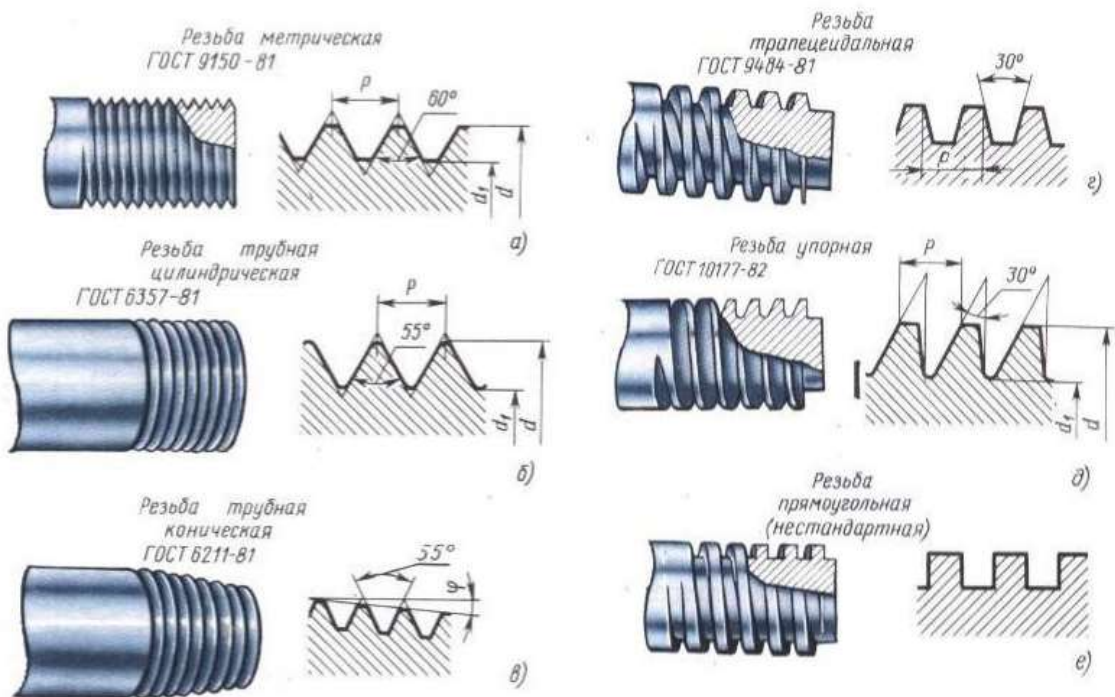 Резьба метрическая
ГОСТ 9150-81
P
60°
d₁
d
а)
Резьба трубная
цилиндрическая
ГОСТ 6357-81
P
55°
d₁
d
б)
Резьба трубная
коническая
ГОСТ 6211-81
55°
φ
в)
Резьба
трапецеидальная
ГОСТ 9484-81
30°
P
г)
Резьба упорная
ГОСТ 10177-82
P
30°
d₁
d
д)
Резьба
прямоугольная
(нестандартная)
е)